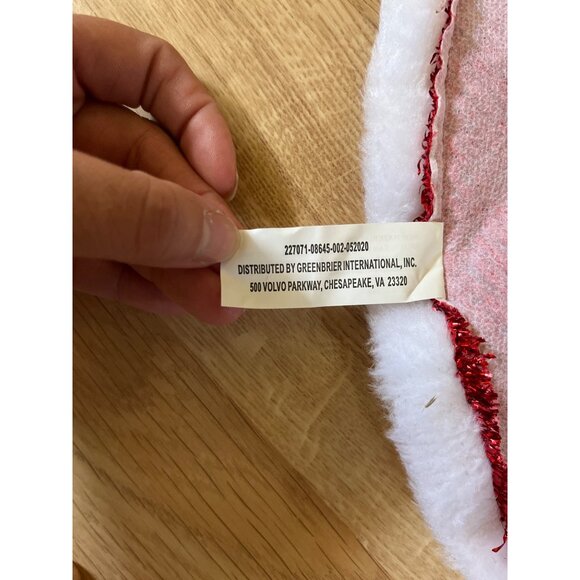 227071-08645-002-052020
DISTRIBUTED BY GREENBRIER INTERNATIONAL, INC.
500 VOLVO PARKWAY, CHESAPEAKE, VA 23320